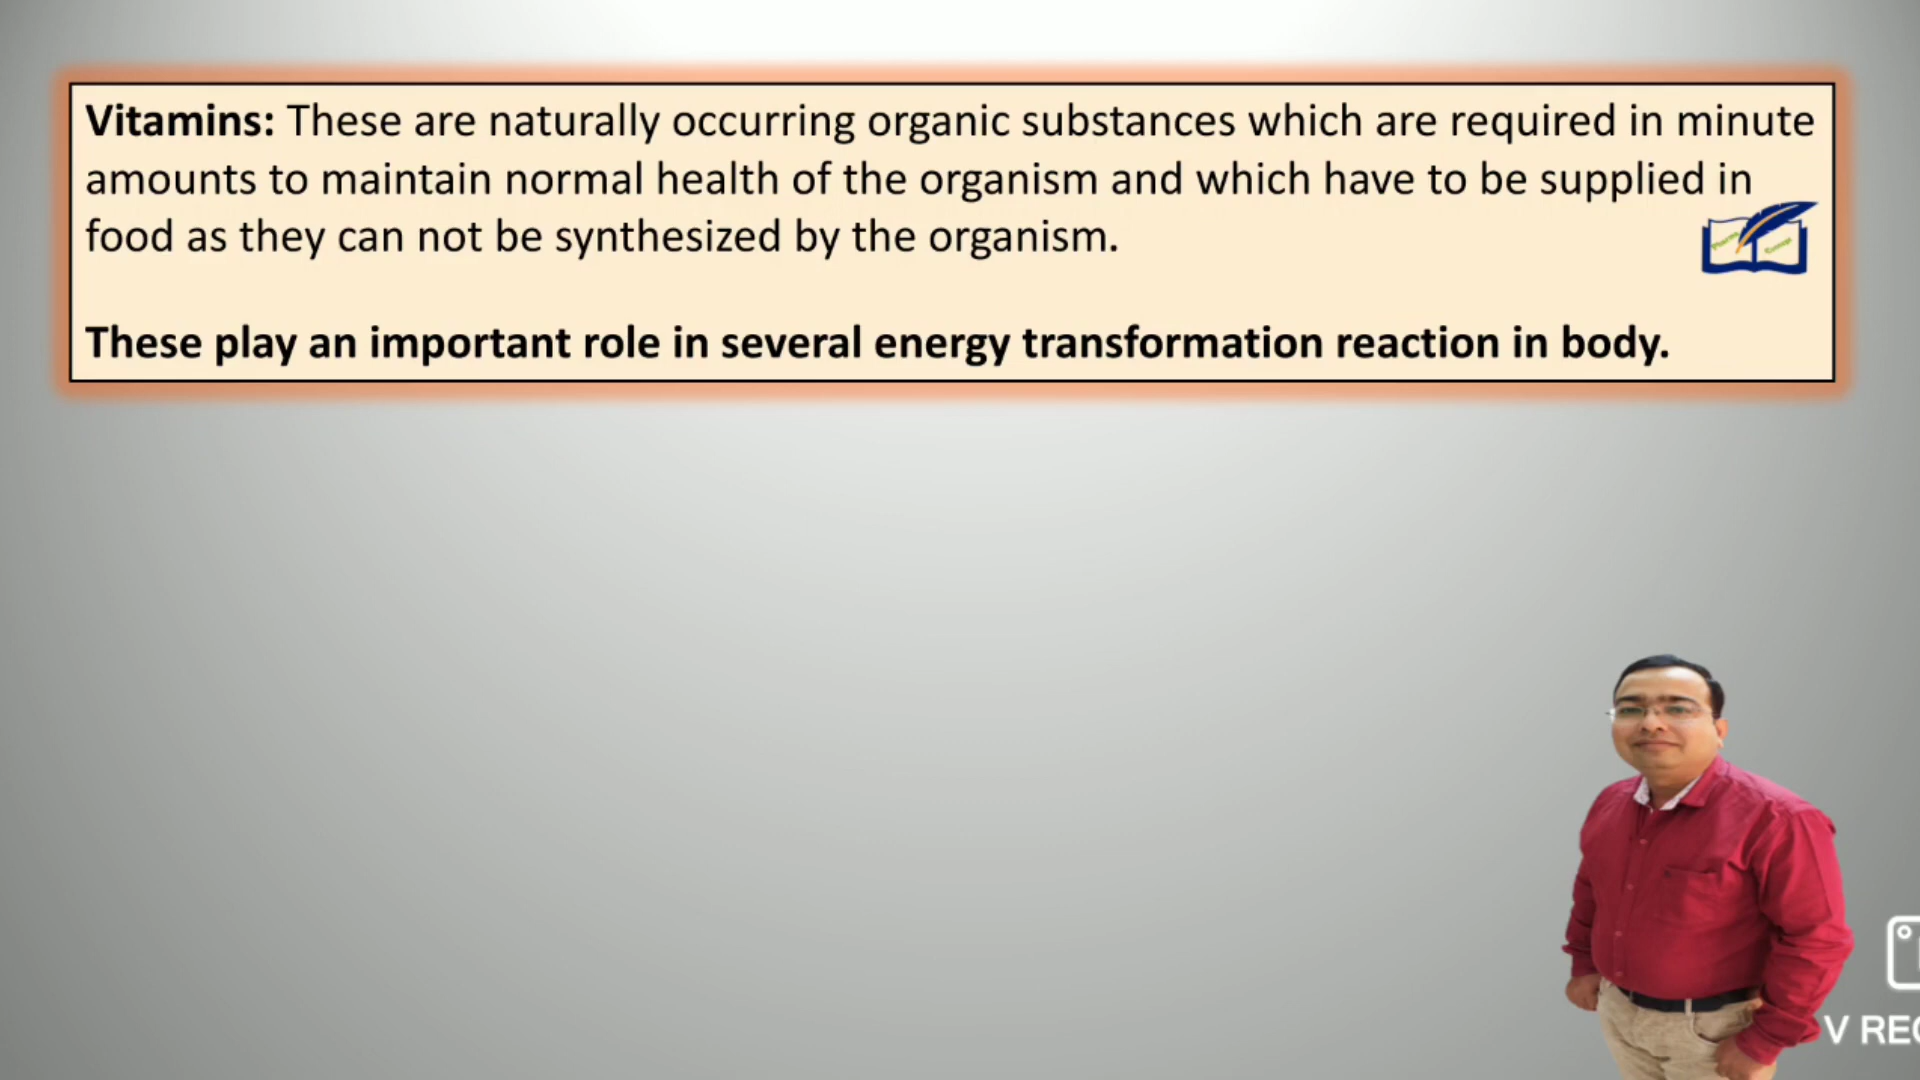 Vitamins: These are naturally occurring organic substances which are required in minute
amounts to maintain normal health of the organism and which have to be supplied in
food as they can not be synthesized by the organism.
These play an important role in several energy transformation reaction in body.
V REC